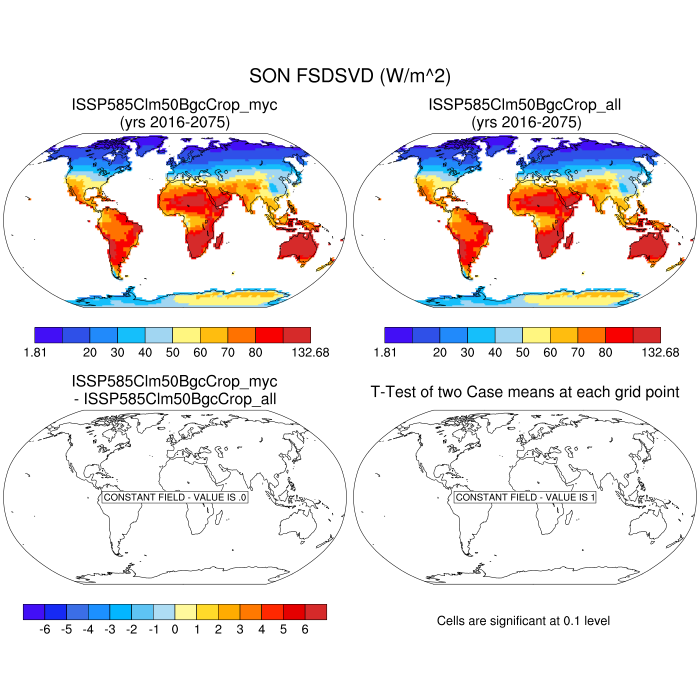 SON FSDSVD (W/m^2)
ISSP585Clm50BgcCrop_myc
(yrs 2016-2075)
ISSP585Clm50BgcCrop_all
(yrs 2016-2075)
1.81 20 30 40 50 60 70 80 132.68
1.81 20 30 40 50 60 70 80 132.68
ISSP585Clm50BgcCrop_myc
- ISSP585Clm50BgcCrop_all
T-Test of two Case means at each grid point
CONSTANT FIELD - VALUE IS .0
CONSTANT FIELD - VALUE IS 1
-6 -5 -4 -3 -2 -1 0 1 2 3 4 5 6
Cells are significant at 0.1 level